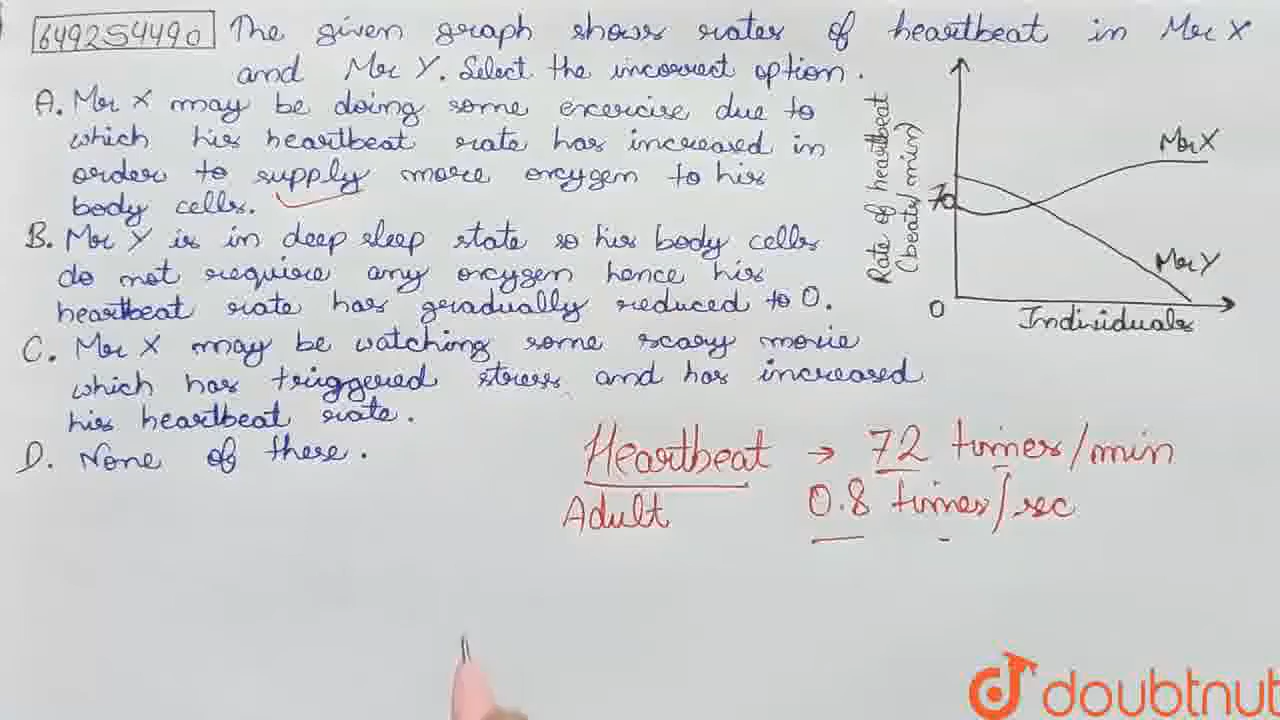 649254490 The given graph shows rates of heartbeat in Mr X
and Mr Y. Select the incorrect option.
A. Mr X may be doing some exercise due to
which his heartbeat rate has increased in
order to supply more oxygen to his
body cells.
B. Mr Y is in deep sleep state so his body cells
do not require any oxygen hence his
heartbeat rate has gradually reduced to 0.
C. Mr X may be watching some scary movie
which has triggered stress and has increased
his heartbeat rate.
D. None of these.
Rate of heartbeat
(beats/min)
70
0
Mr X
Mr Y
Individuals
Heartbeat → 72 times/min
Adult 0.8 times/sec
doubtnut